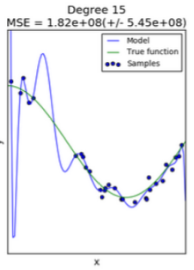 Degree 15
MSE = 1.82e+08(+/- 5.45e+08)
Model
True function
Samples
x